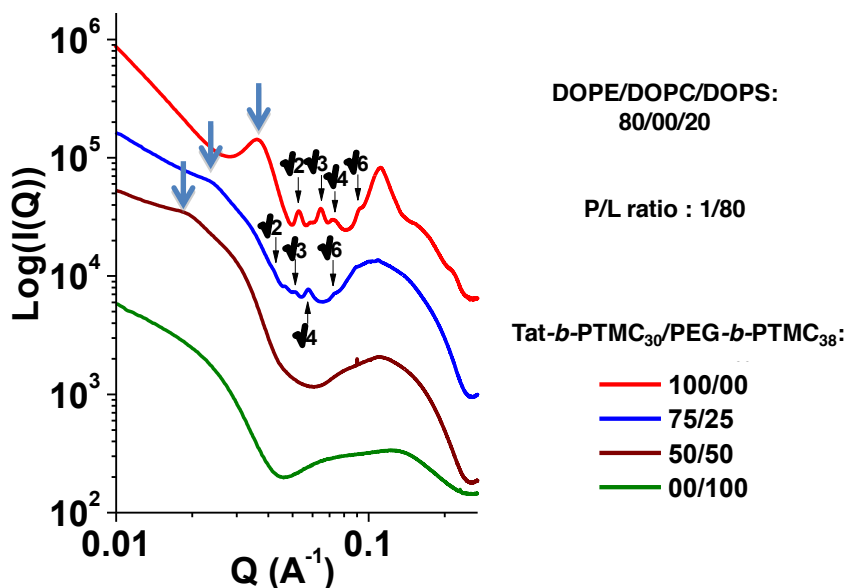 10^6
10^5
10^4
10^3
10^2
Log(I(Q))
0.01
0.1
Q (A^-1)
√2 √3 √4 √6
√2 √3 √6
√4
DOPE/DOPC/DOPS:
80/00/20
P/L ratio : 1/80
Tat-b-PTMC30/PEG-b-PTMC38:
100/00
75/25
50/50
00/100